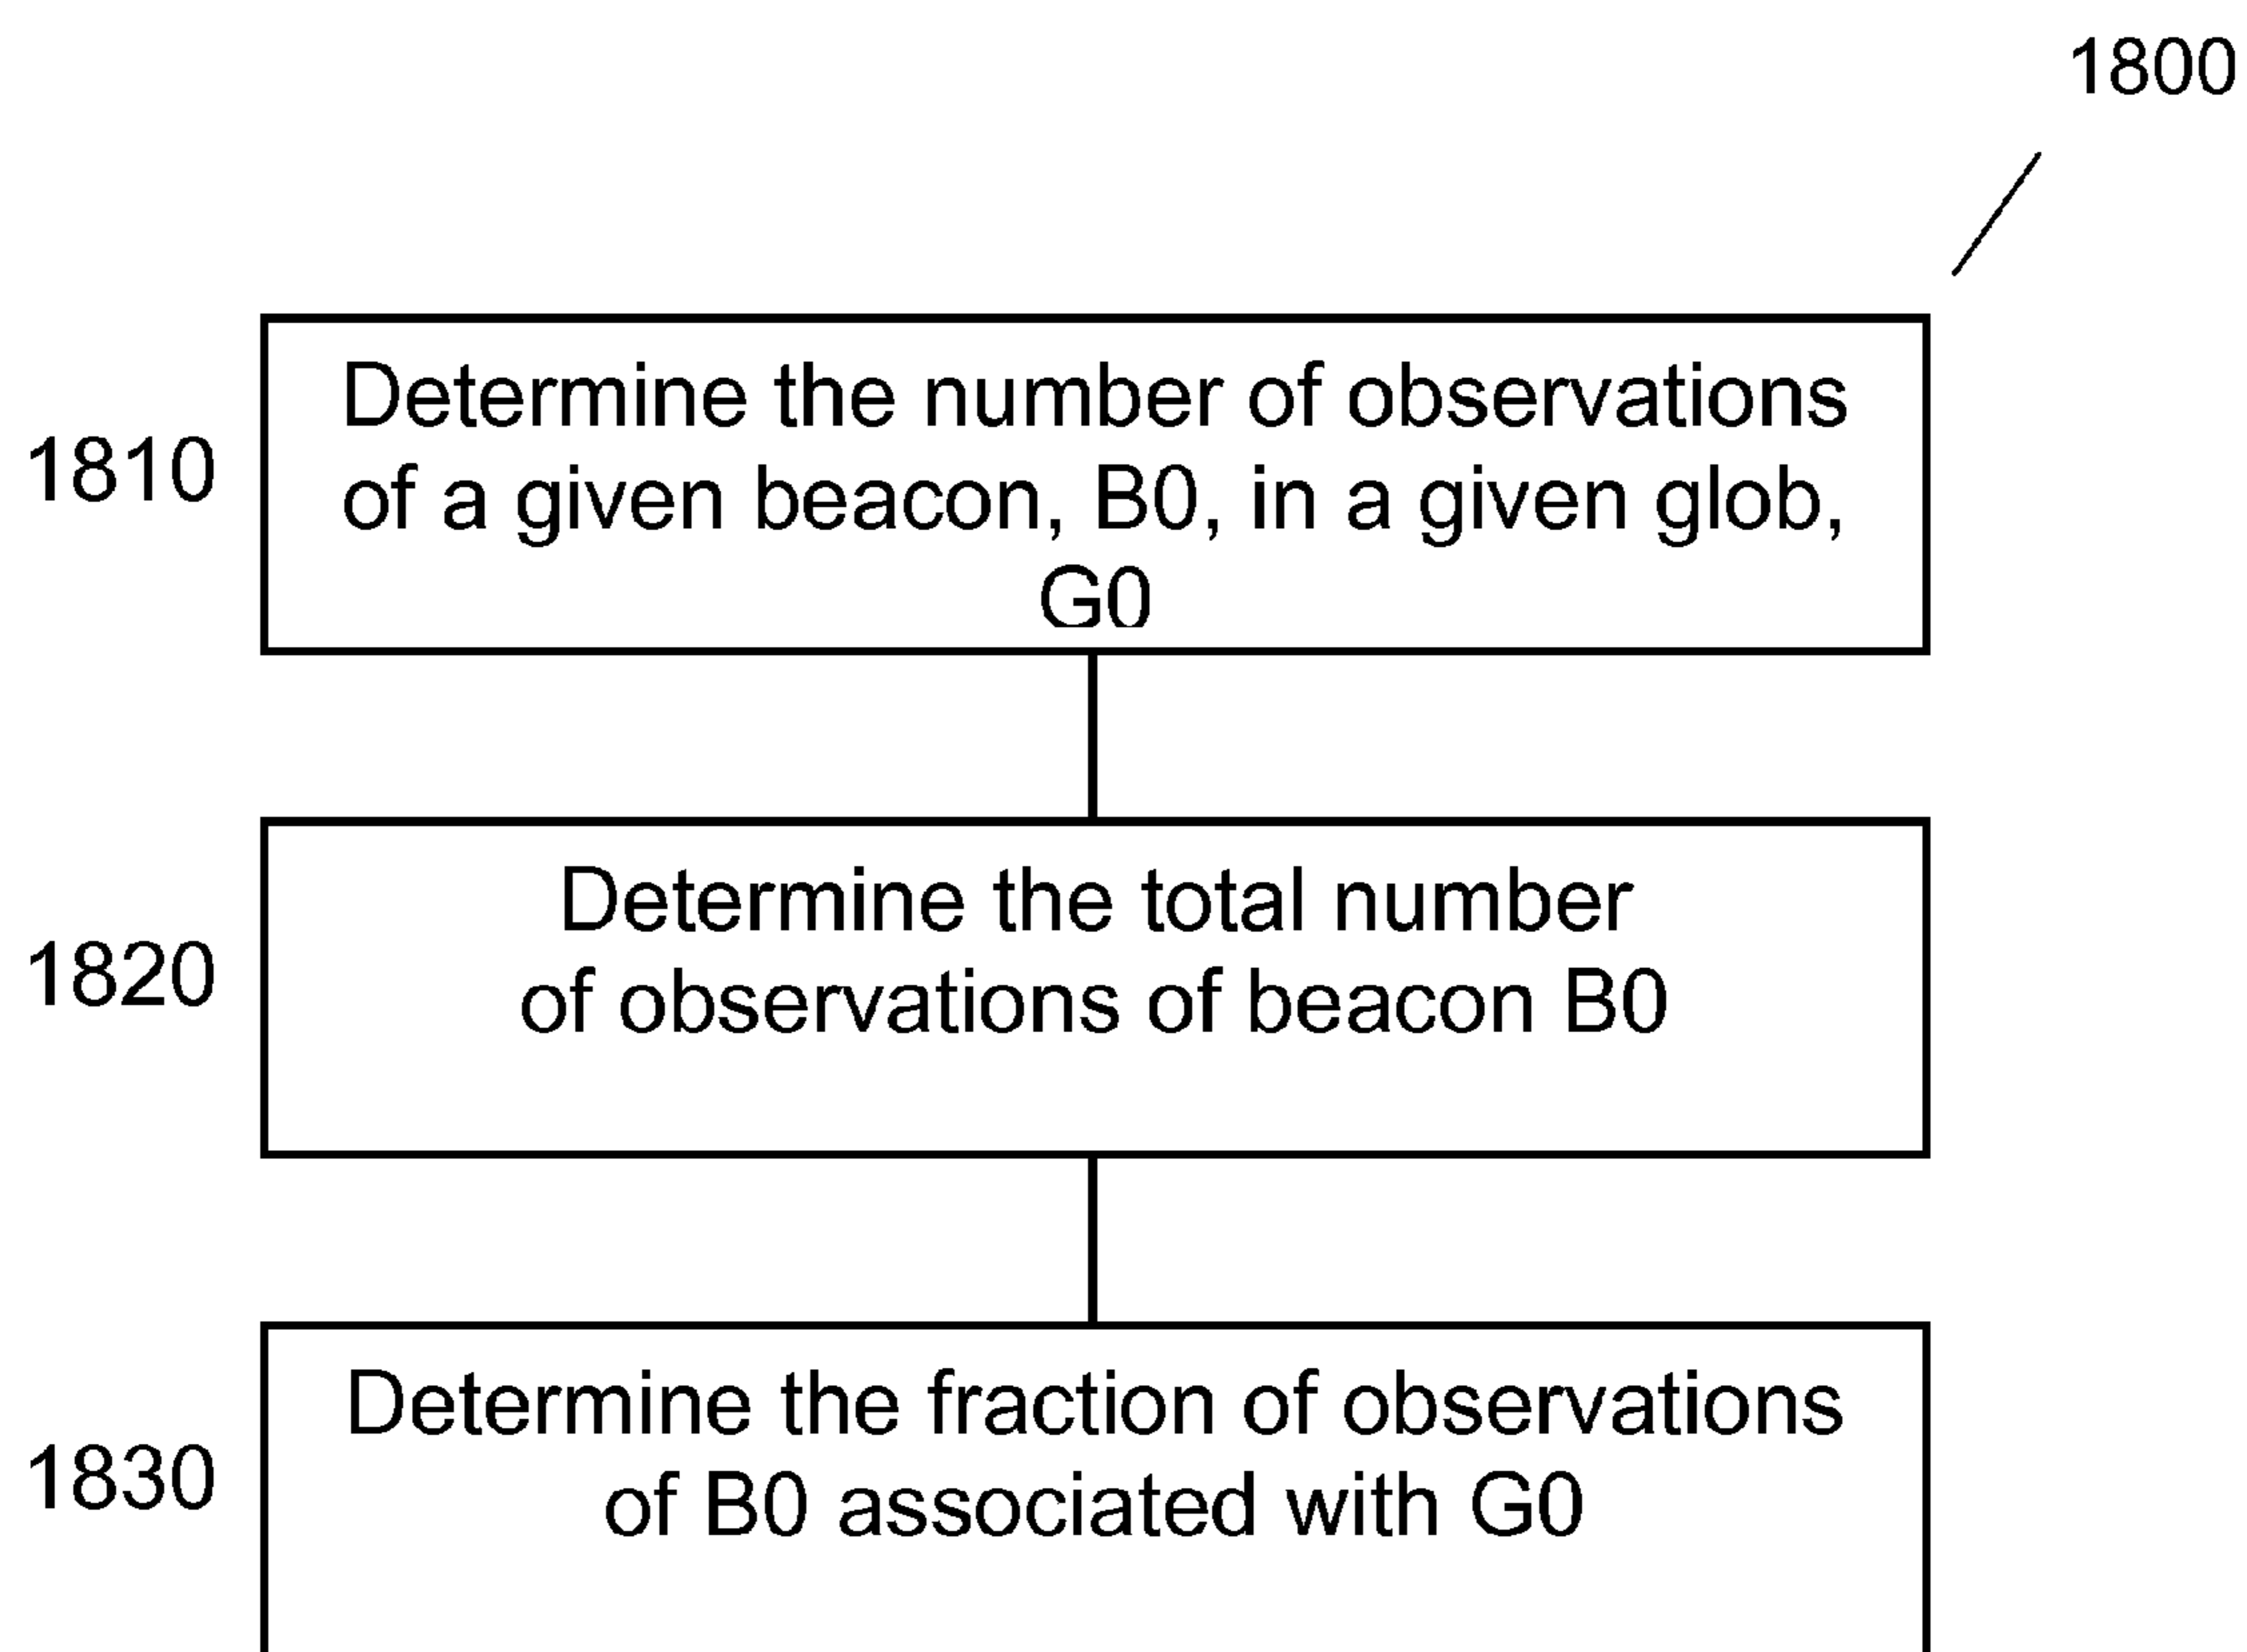 1800
Determine the number of observations
1810
of a given beacon, B0, in a given glob,
G0
Determine the total number
1820
of observations of beacon B0
Determine the fraction of observations
1830
of B0 associated with G0